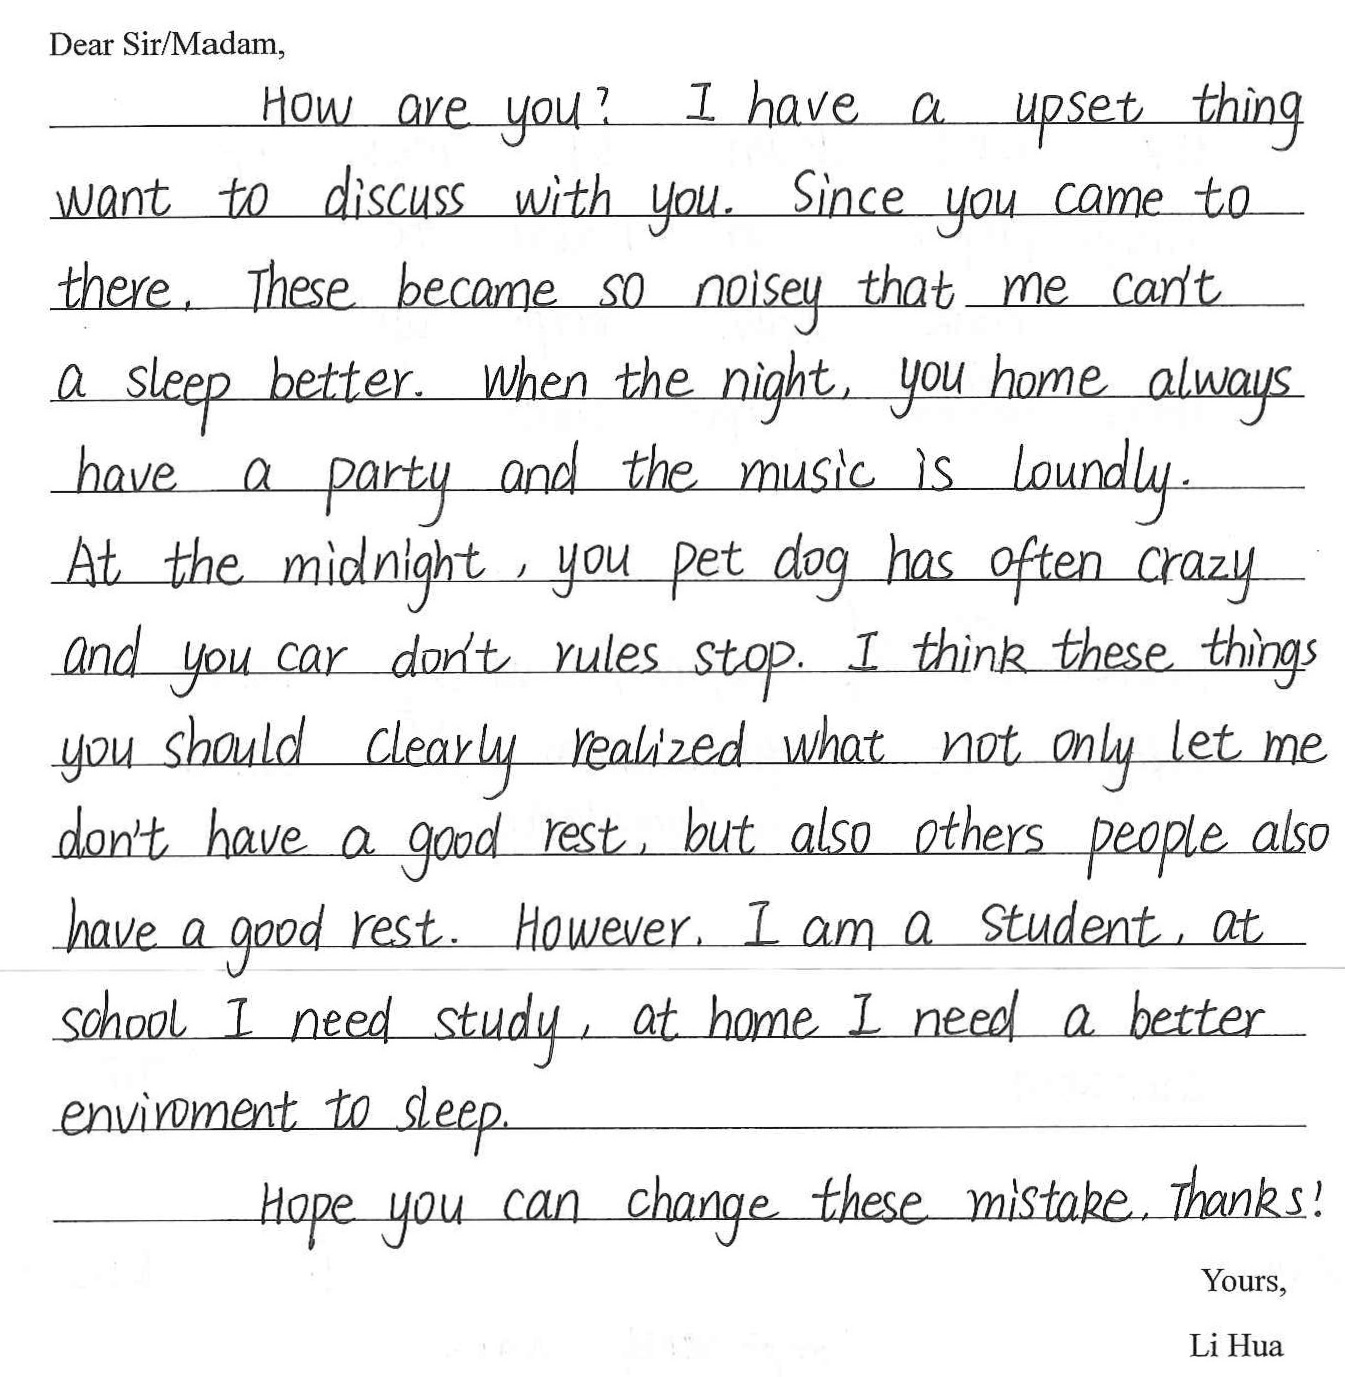 Dear Sir/Madam,
How are you? I have a upset thing
want to discuss with you. Since you came to
there, These became so noisey that me can't
a sleep better. When the night, you home always
have a party and the music is loundly.
At the midnight, you pet dog has often crazy
and you car don't rules stop. I think these things
you should clearly realized what not only let me
don't have a good rest, but also others people also
have a good rest. However, I am a student, at
school I need study, at home I need a better
enviroment to sleep.
Hope you can change these mistake. Thanks!
Yours,
Li Hua